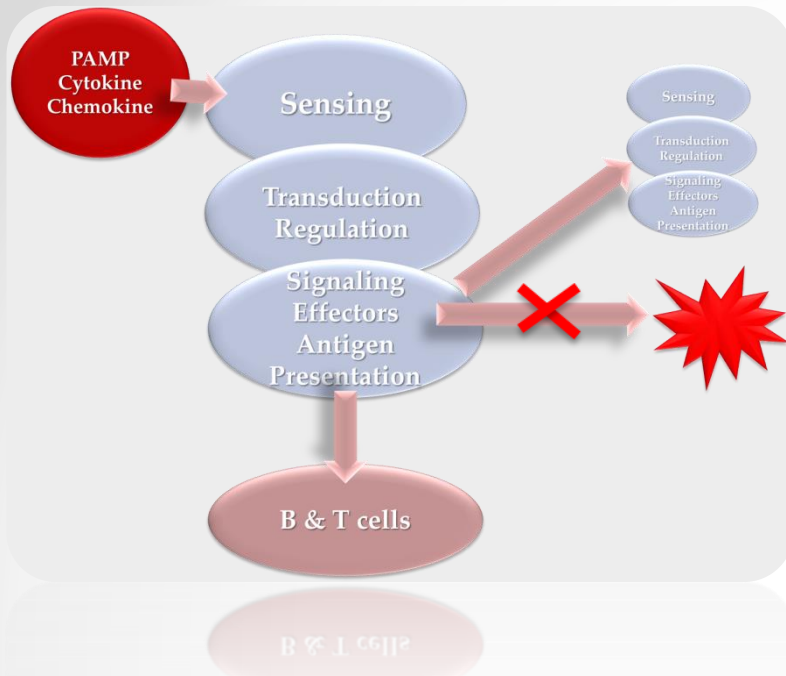 PAMP
Cytokine
Chemokine
Sensing
Transduction
Regulation
Signaling
Effectors
Antigen
Presentation
B & T cells
Sensing
Transduction
Regulation
Signaling
Effectors
Antigen
Presentation